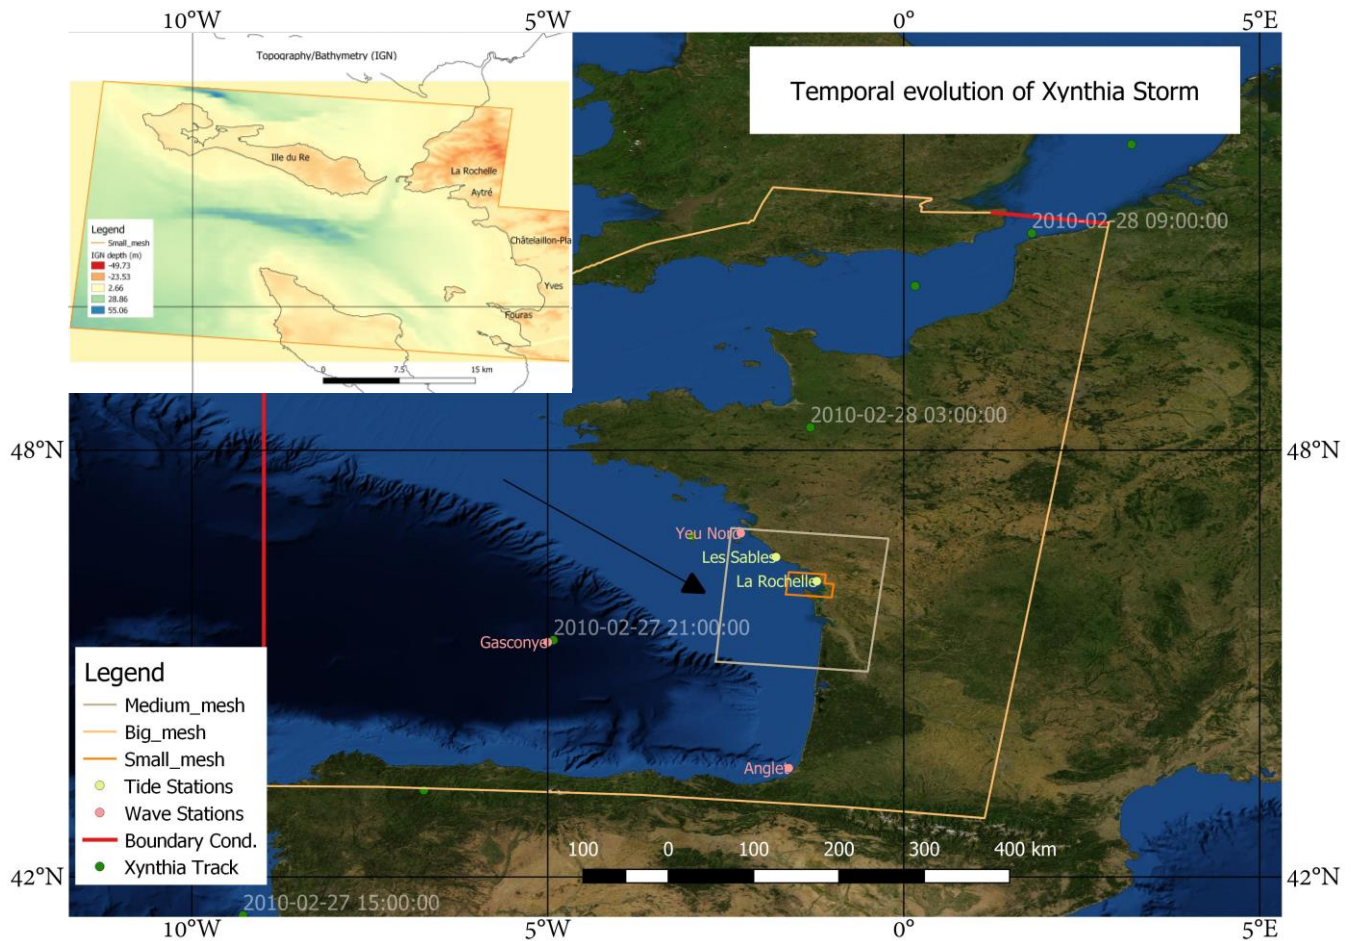 10°W
5°W
0°
5°E
Topography/Bathymetry (IGN)
Temporal evolution of Xynthia Storm
Ille du Re
La Rochelle
Aytré
2010-02-28 09:00:00
Legend
Small_mesh
IGN depth (m)
-49.73
-23.53
2.66
28.86
55.06
Châtelaillon-Pla
Yves
Fouras
0
7.5
15 km
2010-02-28 03:00:00
48°N
48°N
Yeu Nord
Les Sables
La Rochelle
2010-02-27 21:00:00
Gasconye
Legend
Medium_mesh
Big_mesh
Small_mesh
Tide Stations
Wave Stations
Boundary Cond.
Xynthia Track
Anglet
100 0 100 200 300 400 km
42°N
42°N
2010-02-27 15:00:00
10°W
5°W
0°
5°E